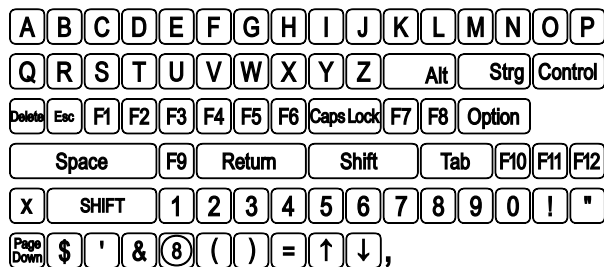 A B C D E F G H I J K L M N O P
Q R S T U V W X Y Z Alt Strg Control
Delete Esc F1 F2 F3 F4 F5 F6 Caps Lock F7 F8 Option
Space F9 Return Shift Tab F10 F11 F12
X SHIFT 1 2 3 4 5 6 7 8 9 0 ! "
Page Down $ ' & ⑧ ( ) = ↑ ↓ ,